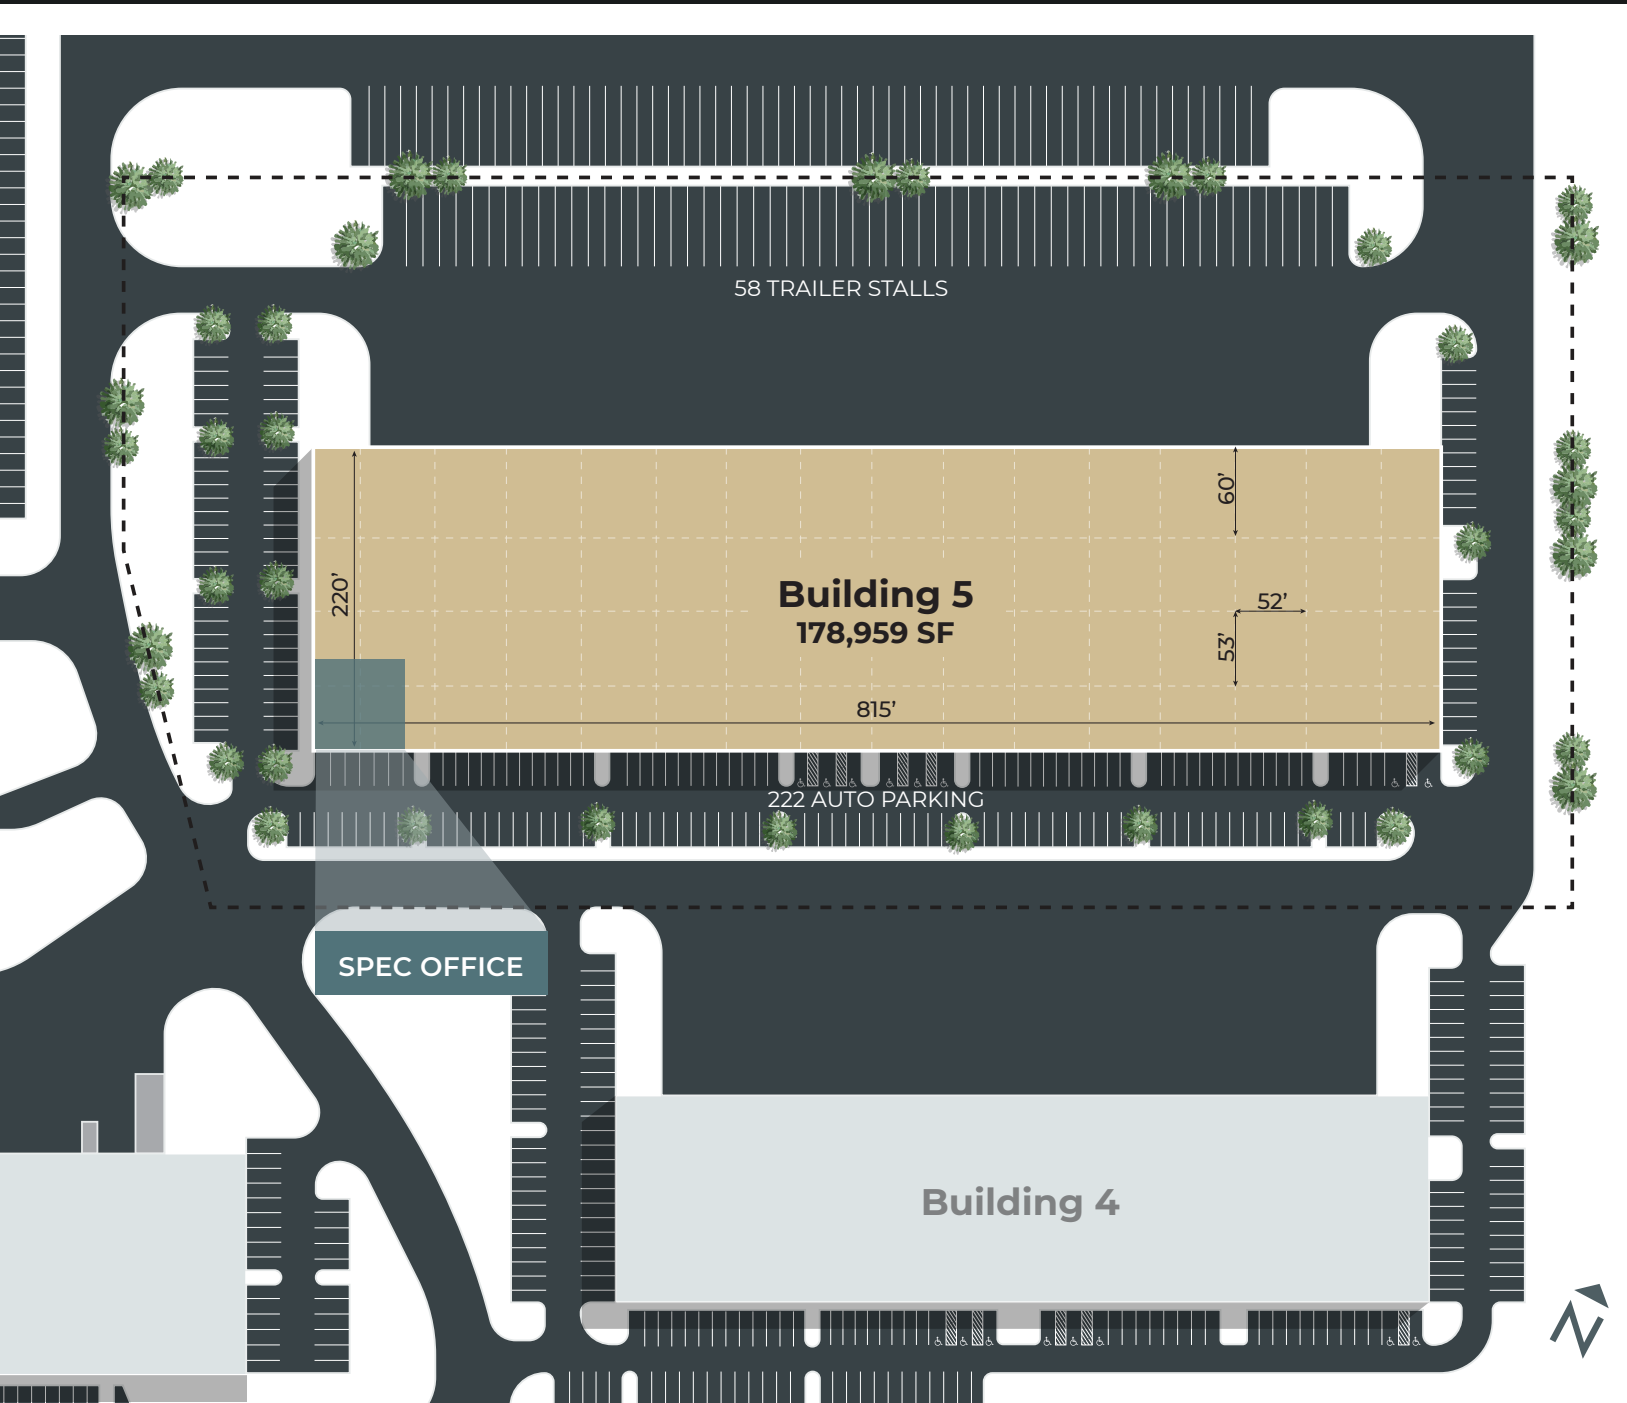 58 TRAILER STALLS
60’
220’
Building 5
178,959 SF
52’
53’
815’
222 AUTO PARKING
SPEC OFFICE
Building 4
N